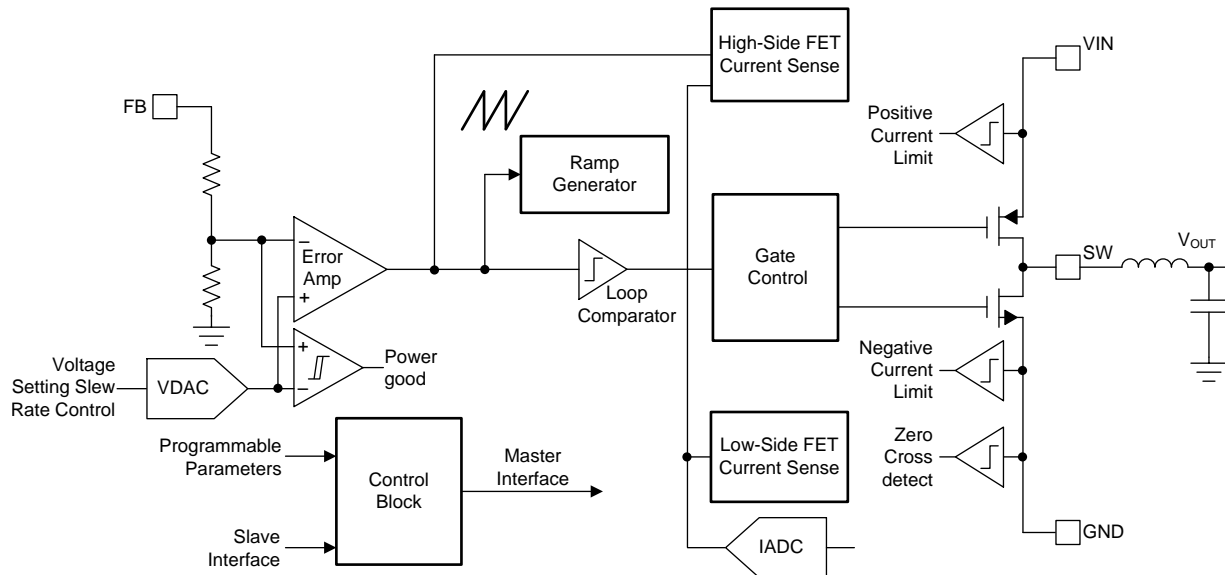 High-Side FET
Current Sense
VIN
FB
Positive
Current
Limit
Ramp
Generator
−
Error
Amp
+
Loop
Comparator
Gate
Control
SW
VOUT
+
−
Power
good
Voltage
Setting Slew
Rate Control
VDAC
Negative
Current
Limit
Programmable
Parameters
Control
Block
Master
Interface
Low-Side FET
Current Sense
Zero
Cross
detect
Slave
Interface
IADC
GND